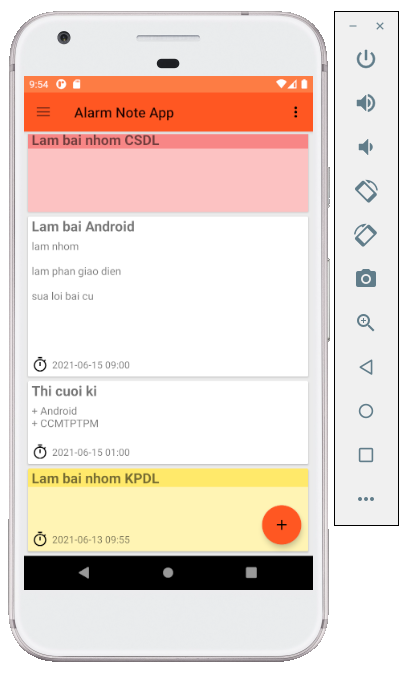 9:54
Alarm Note App
Lam bai nhom CSDL
Lam bai Android
lam nhom
lam phan giao dien
sua loi bai cu
2021-06-15 09:00
Thi cuoi ki
+ Android
+ CCMTPTPM
2021-06-15 01:00
Lam bai nhom KPDL
2021-06-13 09:55